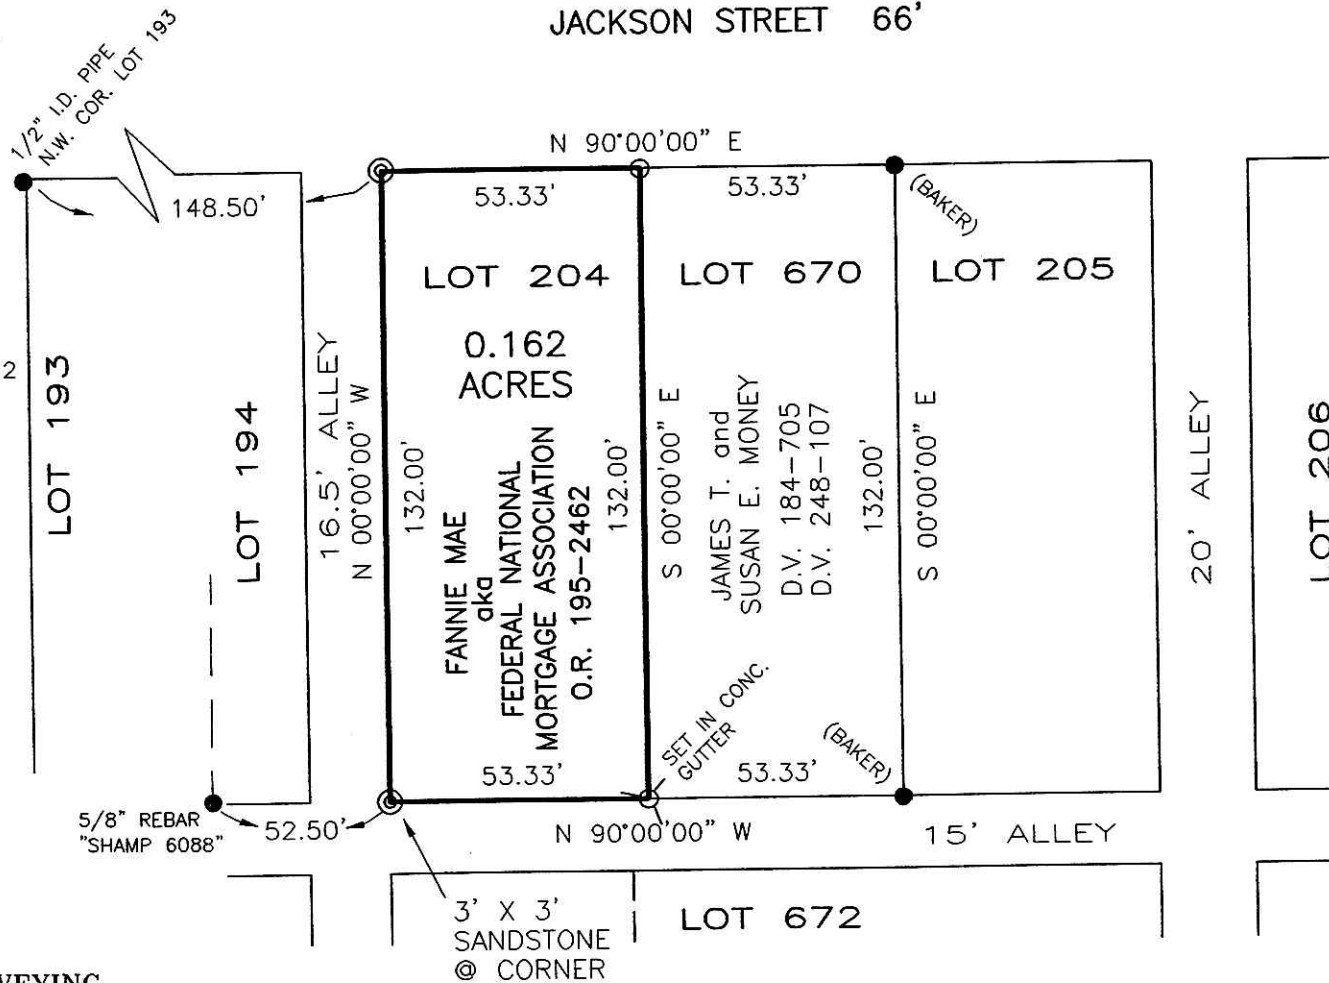 JACKSON STREET 66'
1/2" I.D. PIPE
N.W. COR. LOT 193
N 90°00'00" E
148.50'
53.33'
53.33'
(BAKER)
LOT 204
LOT 670
LOT 205
0.162
ACRES
2
LOT 193
LOT 194
16.5' ALLEY
N 00°00'00" W
132.00'
FANNIE MAE
aka
FEDERAL NATIONAL
MORTGAGE ASSOCIATION
O.R. 195-2462
132.00'
S 00°00'00" E
JAMES T. and
SUSAN E. MONEY
D.V. 184-705
D.V. 248-107
132.00'
S 00°00'00" E
20' ALLEY
LOT 206
SET IN CONC.
GUTTER
(BAKER)
53.33'
53.33'
5/8" REBAR
"SHAMP 6088"
52.50'
N 90°00'00" W
15' ALLEY
3' X 3'
SANDSTONE
@ CORNER
LOT 672
VEYING